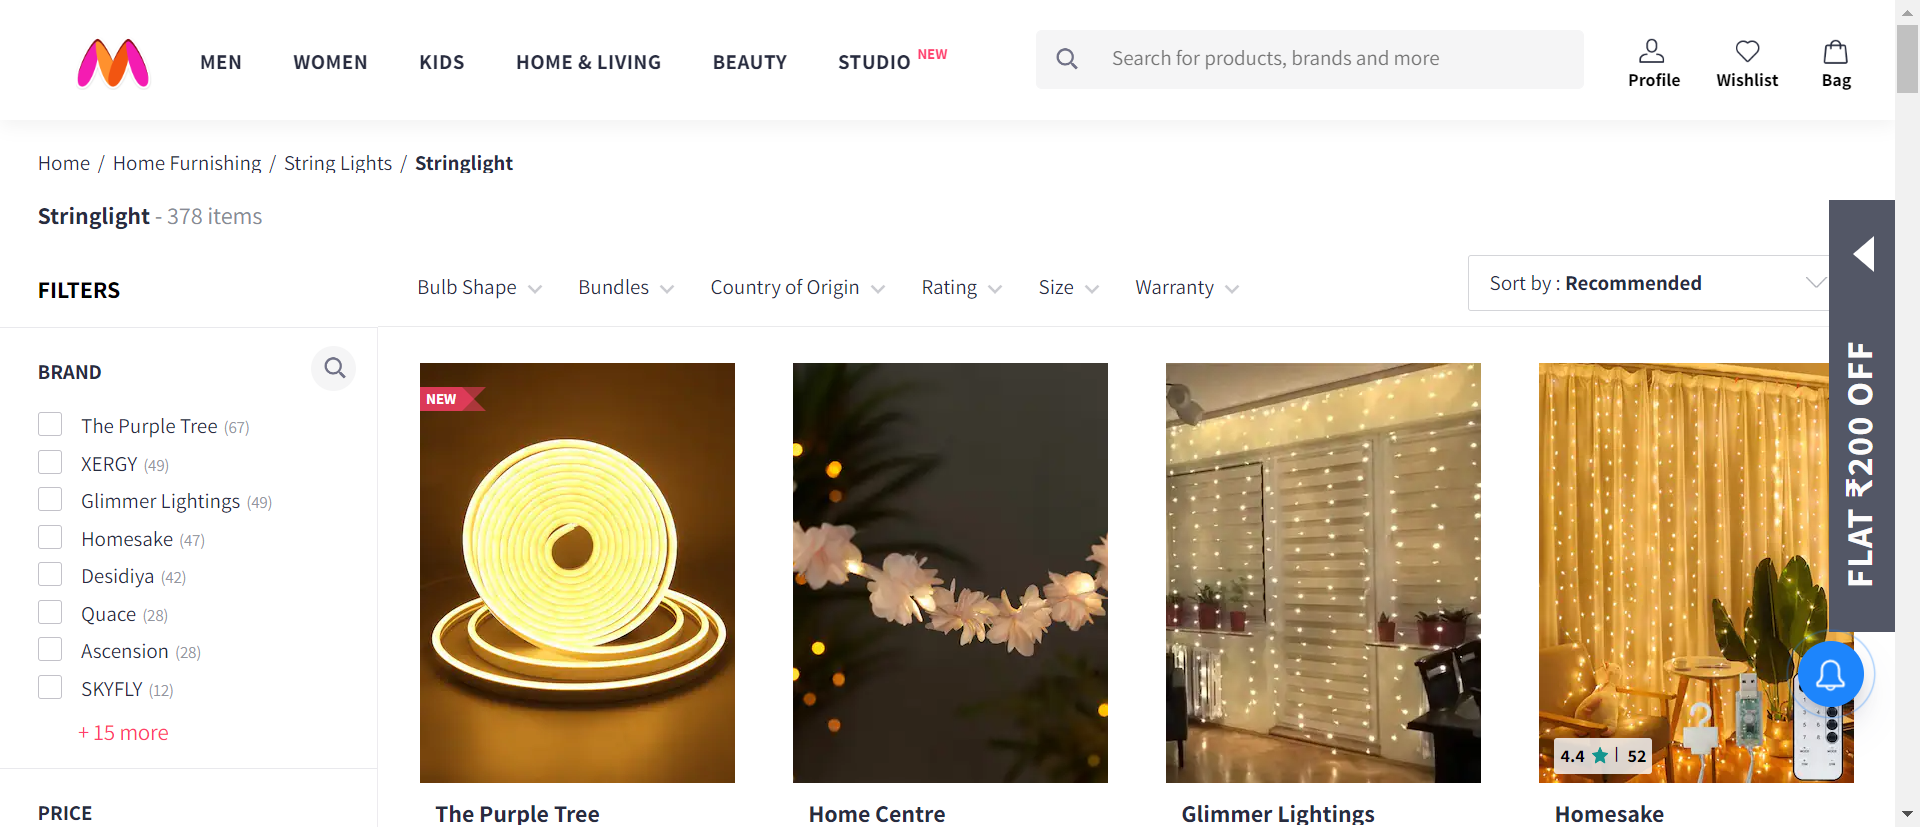 MEN WOMEN KIDS HOME & LIVING BEAUTY STUDIO NEW
Search for products, brands and more
Profile Wishlist Bag
Home / Home Furnishing / String Lights / Stringlight
Stringlight - 378 items
FILTERS
Bulb Shape Bundles Country of Origin Rating Size Warranty
Sort by : Recommended
FLAT ₹200 OFF
BRAND
The Purple Tree (67)
XERGY (49)
Glimmer Lightings (49)
Homesake (47)
Desidiya (42)
Quace (28)
Ascension (28)
SKYFLY (12)
+ 15 more
PRICE
NEW
4.4 | 52
The Purple Tree
Home Centre
Glimmer Lightings
Homesake